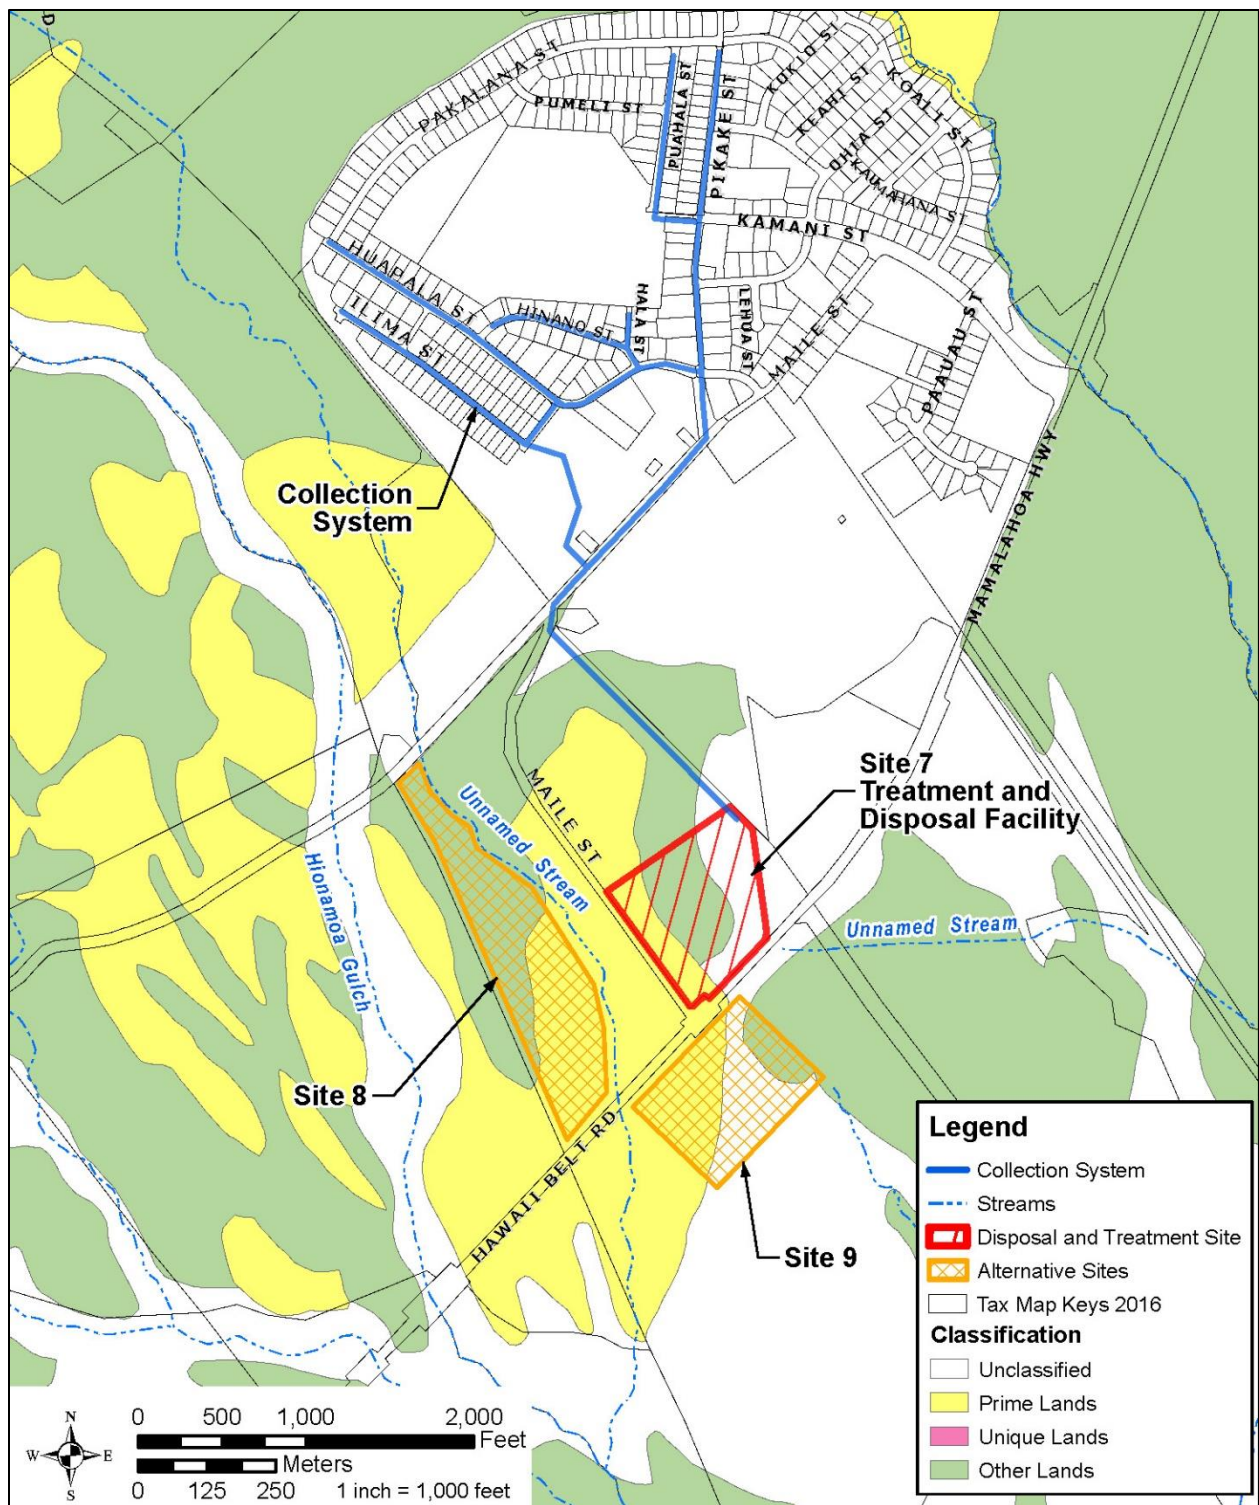 D
PAKALANA ST
PUMELI ST
PUAHALA ST
PIKAKE ST
KUKIO ST
KEAHI ST
KOALI ST
OHIA ST
KAUMAHANA ST
KAMANI ST
HUAPALA ST
ILIMA ST
HINANO ST
HALA ST
LEHUA ST
MAILE ST
PAAUAU ST
MAMALAHOA HWY
Collection
System
Site 7
Treatment and
Disposal Facility
MAILE ST
Unnamed Stream
Unnamed Stream
Hionamoa Gulch
Site 8
HAWAII BELT RD
Site 9
Legend
Collection System
Streams
Disposal and Treatment Site
Alternative Sites
Tax Map Keys 2016
Classification
Unclassified
Prime Lands
Unique Lands
Other Lands
N
W E
S
0 500 1,000 2,000
Feet
Meters
0 125 250 1 inch = 1,000 feet